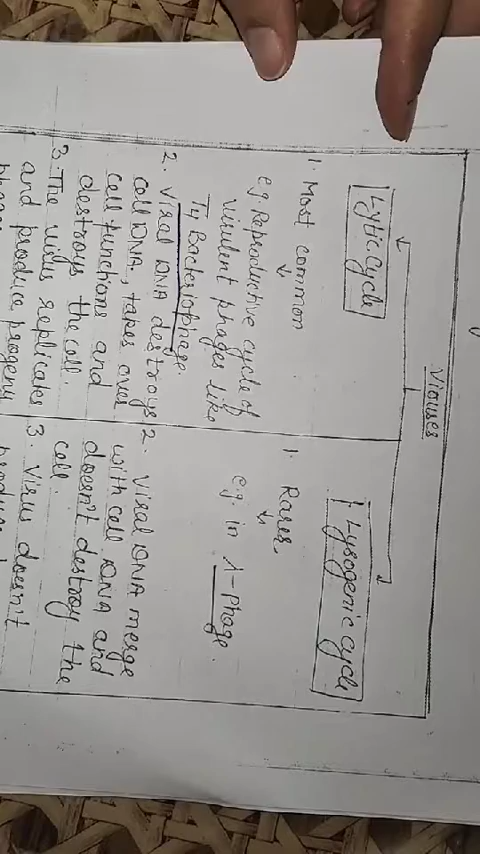 Viruses
Lytic Cycle
1. Most common
e.g. Reproductive cycle of
virulent phages like
T4 Bacteriophage.
2. Viral DNA destroys
cell DNA, takes over
cell functions and
destroys the cell.
3. The virus replicates
and produce progeny
Lysogenic cycle
1. Rarer,
e.g. in λ-phage.
2. Viral DNA merge
with cell DNA and
doesn't destroy the
cell.
3. Virus doesn't